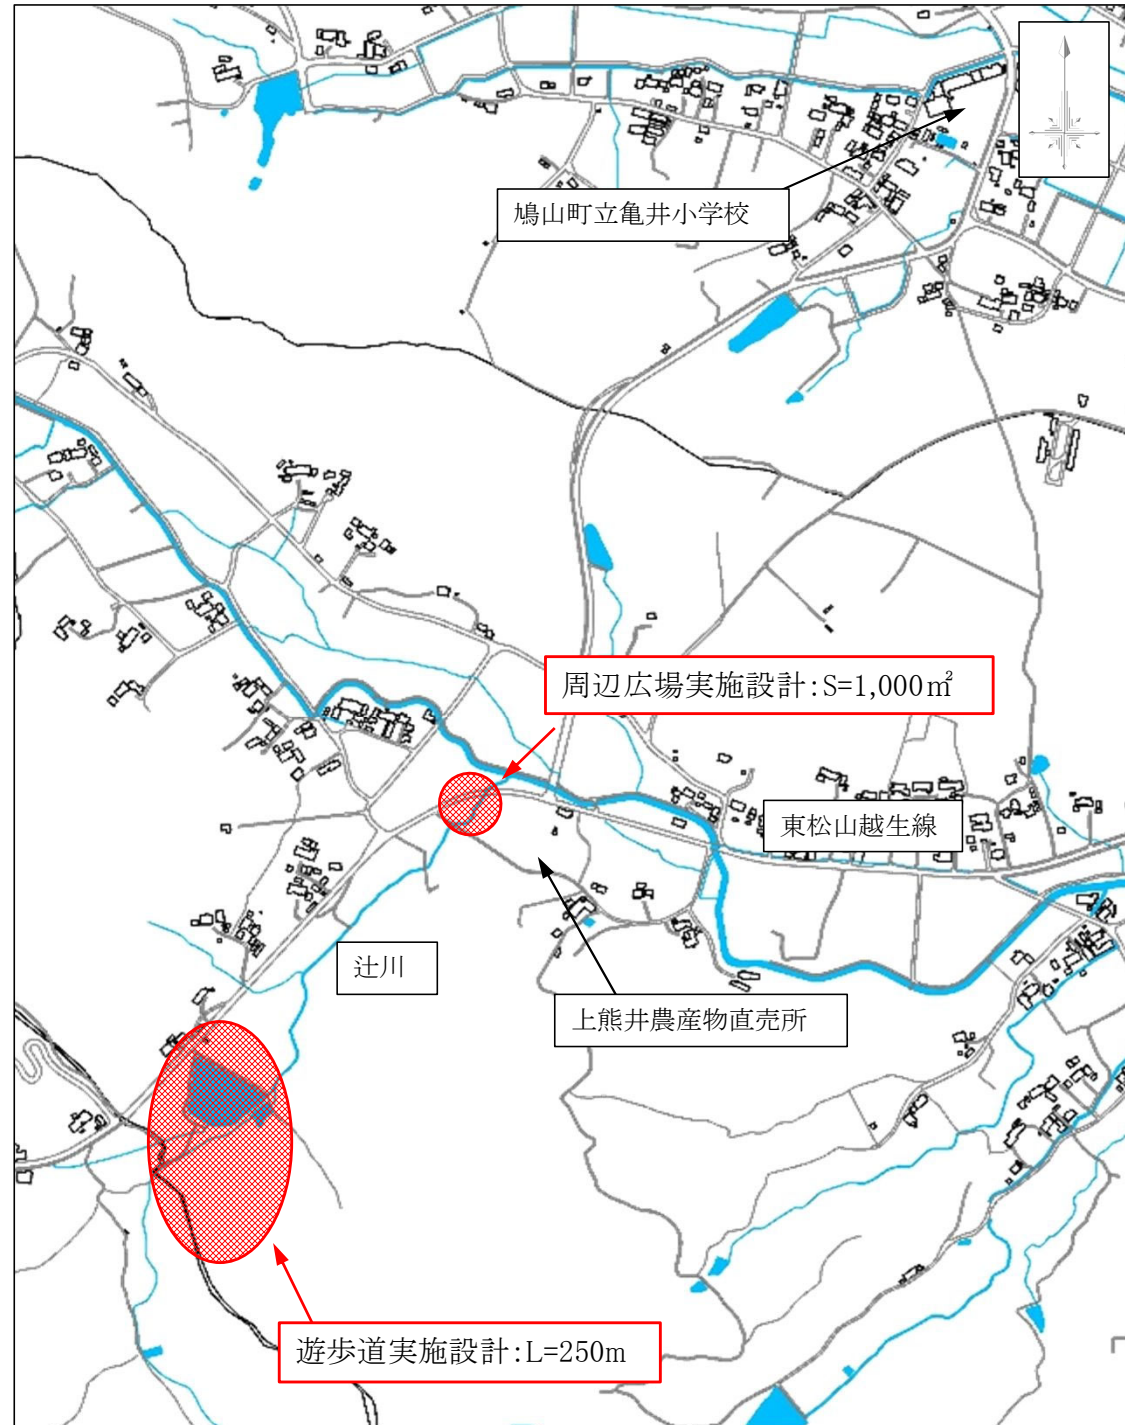 鳩山町立亀井小学校
周辺広場実施設計:S=1,000㎡
東松山越生線
辻川
上熊井農産物直売所
遊歩道実施設計:L=250m